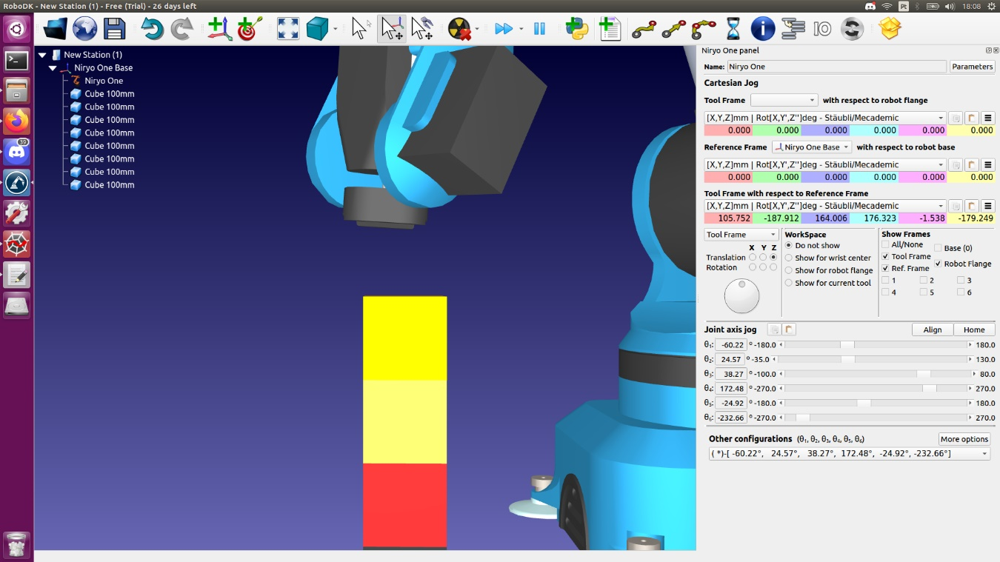 RoboDK - New Station (1) - Free (Trial) - 26 days left
Pt
18:08
IO
39
New Station (1)
Niryo One Base
Niryo One
Cube 100mm
Cube 100mm
Cube 100mm
Cube 100mm
Cube 100mm
Cube 100mm
Cube 100mm
Cube 100mm
Niryo One panel
Name: Niryo One Parameters
Cartesian Jog
Tool Frame with respect to robot flange
[X,Y,Z]mm | Rot[X,Y',Z'']deg - Stäubli/Mecademic
0.000 0.000 0.000 0.000 0.000 0.000
Reference Frame Niryo One Base with respect to robot base
[X,Y,Z]mm | Rot[X,Y',Z'']deg - Stäubli/Mecademic
0.000 0.000 0.000 0.000 0.000 0.000
Tool Frame with respect to Reference Frame
[X,Y,Z]mm | Rot[X,Y',Z'']deg - Stäubli/Mecademic
105.752 -187.912 164.006 176.323 -1.538 -179.249
Tool Frame
X Y Z
Translation
Rotation
WorkSpace
Do not show
Show for wrist center
Show for robot flange
Show for current tool
Show Frames
All/None Base (0)
Tool Frame
Ref. Frame Robot Flange
1 2 3
4 5 6
Joint axis jog Align Home
θ₁: -60.22 º -180.0 180.0
θ₂: 24.57 º -35.0 130.0
θ₃: 38.27 º -100.0 80.0
θ₄: 172.48 º -270.0 270.0
θ₅: -24.92 º -180.0 180.0
θ₆: -232.66 º -270.0 270.0
Other configurations (θ₁, θ₂, θ₃, θ₄, θ₅, θ₆) More options
( *)-[ -60.22°, 24.57°, 38.27°, 172.48°, -24.92°, -232.66°]